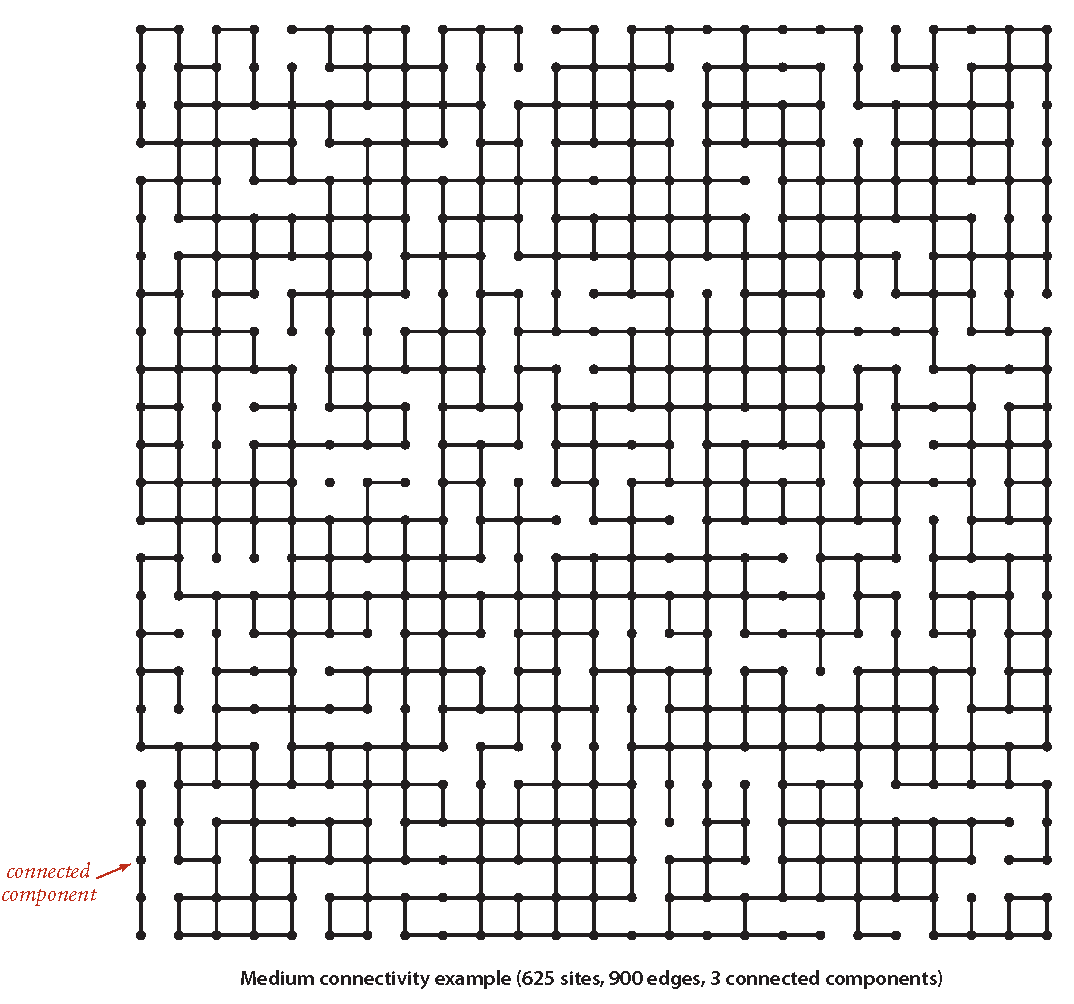 connected
component
Medium connectivity example (625 sites, 900 edges, 3 connected components)